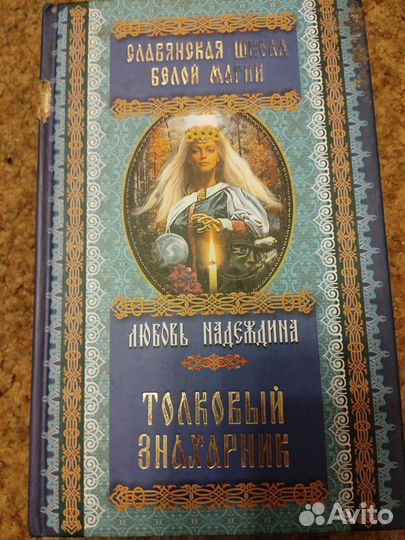 СЛАВЯНСКАЯ ШКОЛА
БЕЛОЙ МАГИИ
ЛЮБОВЬ НАДЕЖДИНА
ТОЛКОВЫЙ
ЗНАХАРНИК
Avito